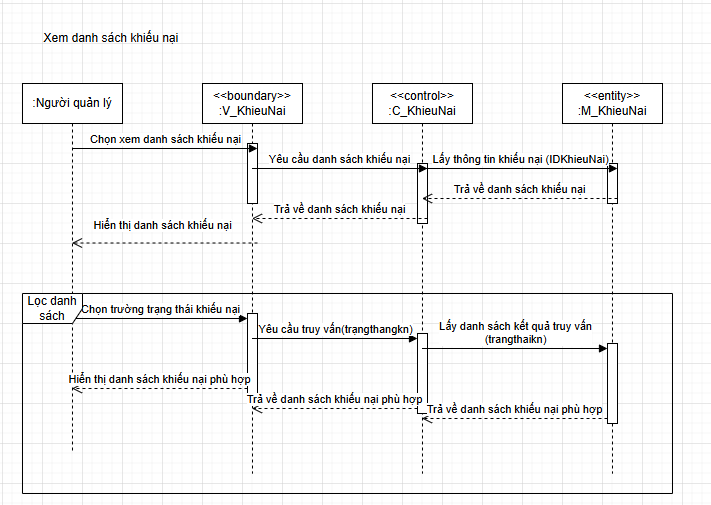 Xem danh sách khiếu nại
:Người quản lý
<<boundary>>
:V_KhieuNai
<<control>>
:C_KhieuNai
<<entity>>
:M_KhieuNai
Chọn xem danh sách khiếu nại
Yêu cầu danh sách khiếu nại
Lấy thông tin khiếu nại (IDKhieuNai)
Trả về danh sách khiếu nại
Trả về danh sách khiếu nại
Hiển thị danh sách khiếu nại
Lọc danh
sách
Chọn trường trạng thái khiếu nại
Yêu cầu truy vấn(trạngthangkn)
Lấy danh sách kết quả truy vấn
(trangthaikn)
Hiển thị danh sách khiếu nại phù hợp
Trả về danh sách khiếu nại phù hợp
Trả về danh sách khiếu nại phù hợp